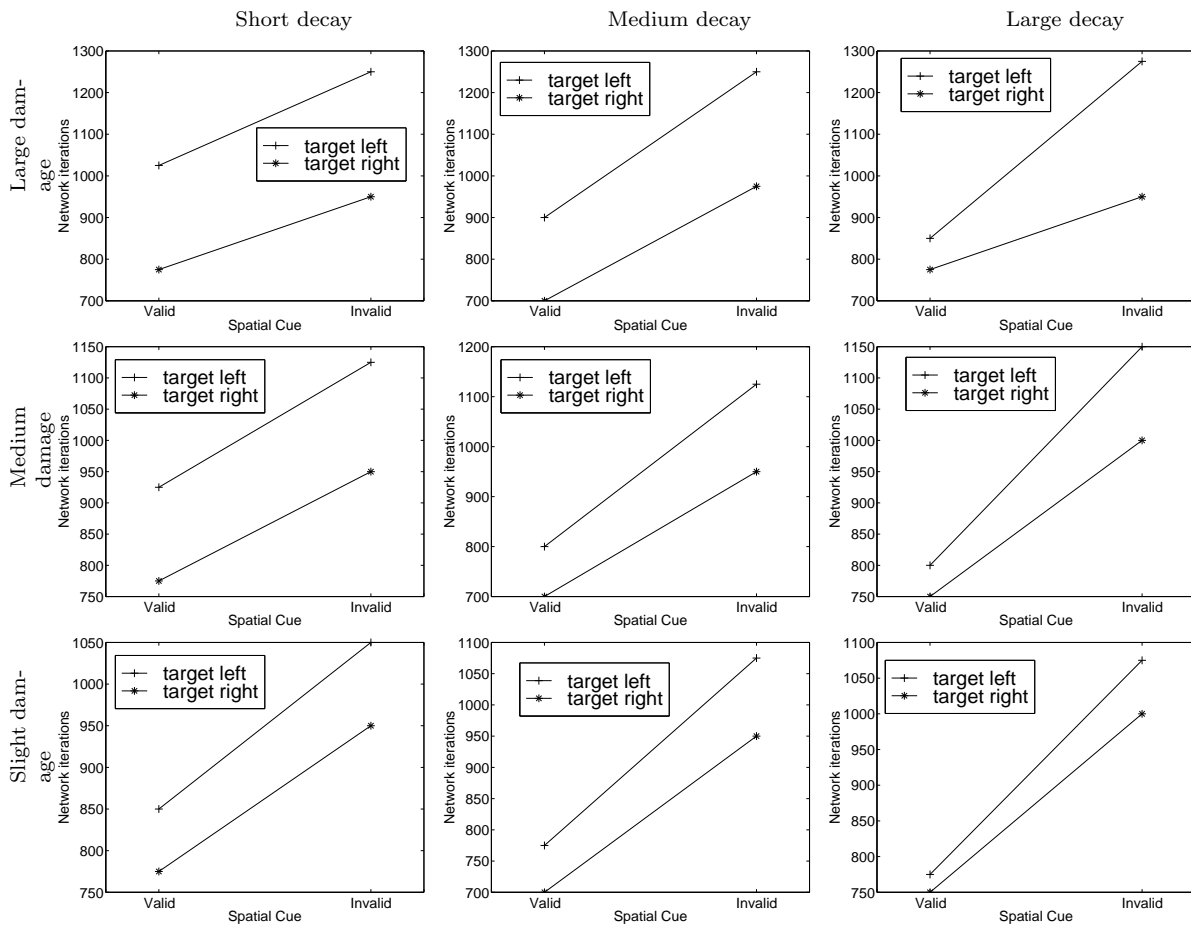 Short decay
Medium decay
Large decay
Large dam-
age
Network iterations
1300
1200
1100
1000
900
800
700
target left
target right
Valid
Invalid
Spatial Cue
Network iterations
1300
1200
1100
1000
900
800
700
target left
target right
Valid
Invalid
Spatial Cue
Network iterations
1300
1200
1100
1000
900
800
700
target left
target right
Valid
Invalid
Spatial Cue
Medium
damage
Network iterations
1150
1100
1050
1000
950
900
850
800
750
target left
target right
Valid
Invalid
Spatial Cue
Network iterations
1200
1100
1000
900
800
700
target left
target right
Valid
Invalid
Spatial Cue
Network iterations
1150
1100
1050
1000
950
900
850
800
750
target left
target right
Valid
Invalid
Spatial Cue
Slight dam-
age
Network iterations
1050
1000
950
900
850
800
750
target left
target right
Valid
Invalid
Spatial Cue
Network iterations
1100
1050
1000
950
900
850
800
750
700
target left
target right
Valid
Invalid
Spatial Cue
Network iterations
1100
1050
1000
950
900
850
800
750
target left
target right
Valid
Invalid
Spatial Cue